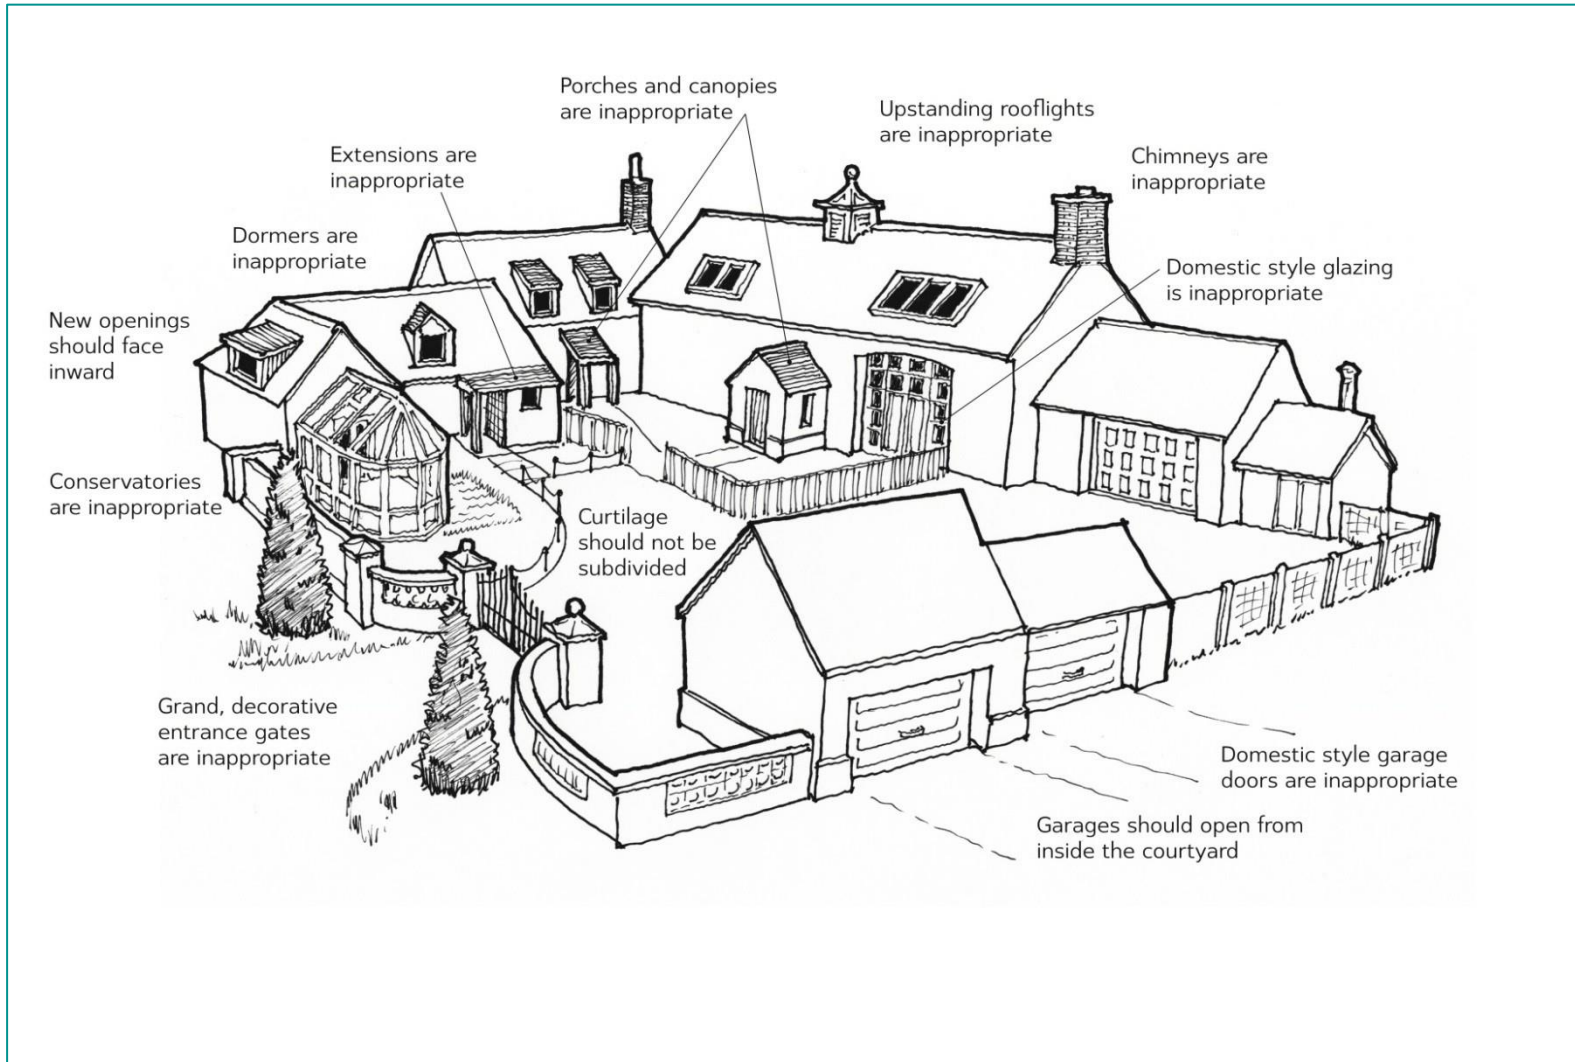 Porches and canopies
are inappropriate
Upstanding rooflights
are inappropriate
Extensions are
inappropriate
Chimneys are
inappropriate
Dormers are
inappropriate
Domestic style glazing
is inappropriate
New openings
should face
inward
Conservatories
are inappropriate
Curtilage
should not be
subdivided
Grand, decorative
entrance gates
are inappropriate
Domestic style garage
doors are inappropriate
Garages should open from
inside the courtyard